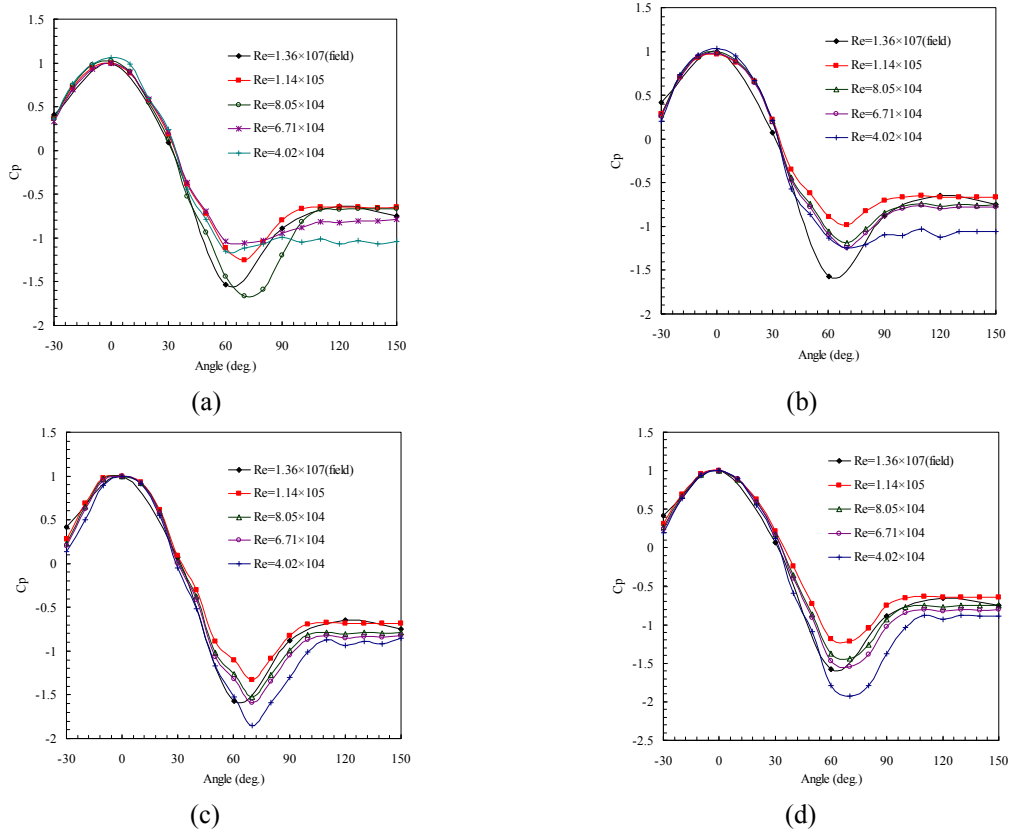 1.5
1
0.5
0
-0.5
-1
-1.5
-2
Cp
-30 0 30 60 90 120 150
Angle (deg.)
Re=1.36×107(field)
Re=1.14×105
Re=8.05×104
Re=6.71×104
Re=4.02×104
(a)
1.5
1
0.5
0
-0.5
-1
-1.5
-2
Cp
-30 0 30 60 90 120 150
Angle (deg.)
Re=1.36×107(field)
Re=1.14×105
Re=8.05×104
Re=6.71×104
Re=4.02×104
(b)
1.5
1
0.5
0
-0.5
-1
-1.5
-2
Cp
-30 0 30 60 90 120 150
Angle (deg.)
Re=1.36×107(field)
Re=1.14×105
Re=8.05×104
Re=6.71×104
Re=4.02×104
(c)
1.5
1
0.5
0
-0.5
-1
-1.5
-2
-2.5
Cp
-30 0 30 60 90 120 150
Angle (deg.)
Re=1.36×107(field)
Re=1.14×105
Re=8.05×104
Re=6.71×104
Re=4.02×104
(d)